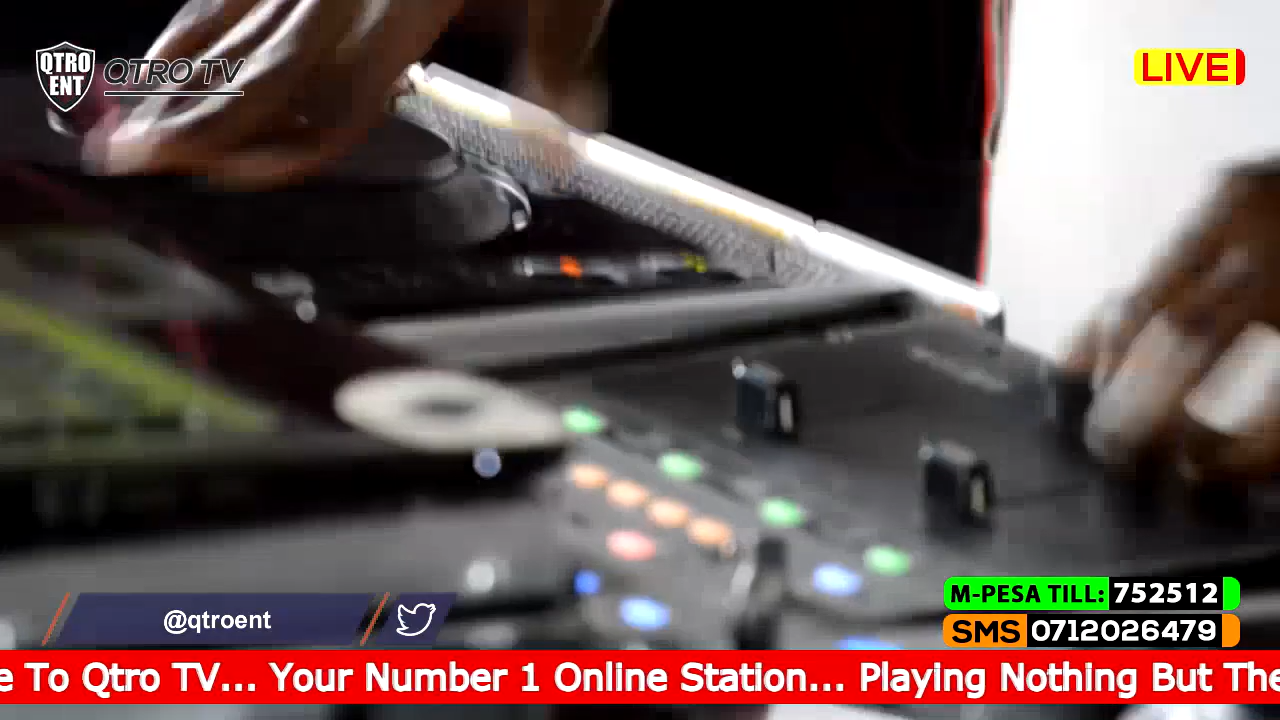 QTRO
ENT
QTRO TV
LIVE
M-PESA TILL: 752512
@qtroent
SMS 0712026479
e To Qtro TV... Your Number 1 Online Station... Playing Nothing But The